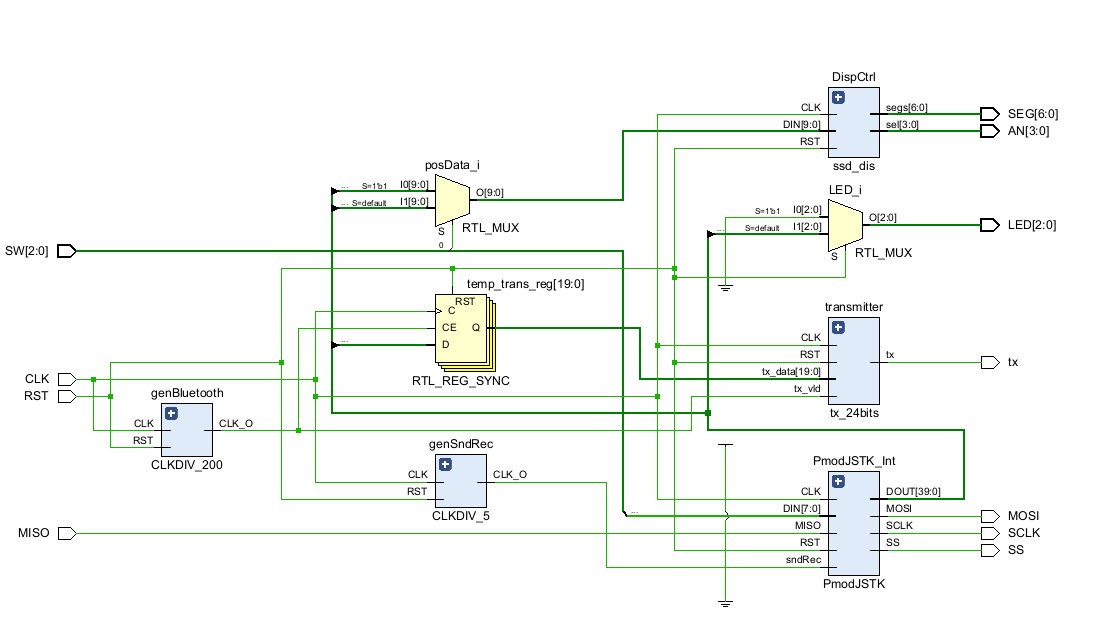 DispCtrl
CLK
segs[6:0]
SEG[6:0]
DIN[9:0]
sel[3:0]
AN[3:0]
RST
ssd_dis
posData_i
... S=1'b1 I0[9:0]
O[9:0]
... S=default I1[9:0]
S
RTL_MUX
0
LED_i
S=1'b1 I0[2:0]
O[2:0]
LED[2:0]
... S=default I1[2:0]
S
RTL_MUX
SW[2:0]
temp_trans_reg[19:0]
RST
C
CE
Q
... D
RTL_REG_SYNC
transmitter
CLK
RST
tx
tx
tx_data[19:0]
tx_vld
tx_24bits
CLK
RST
genBluetooth
CLK
CLK_O
RST
CLKDIV_200
genSndRec
CLK
CLK_O
RST
CLKDIV_5
PmodJSTK_Int
CLK
DOUT[39:0]
... DIN[7:0]
MOSI
MOSI
MISO
MISO
SCLK
SCLK
RST
SS
SS
sndRec
PmodJSTK